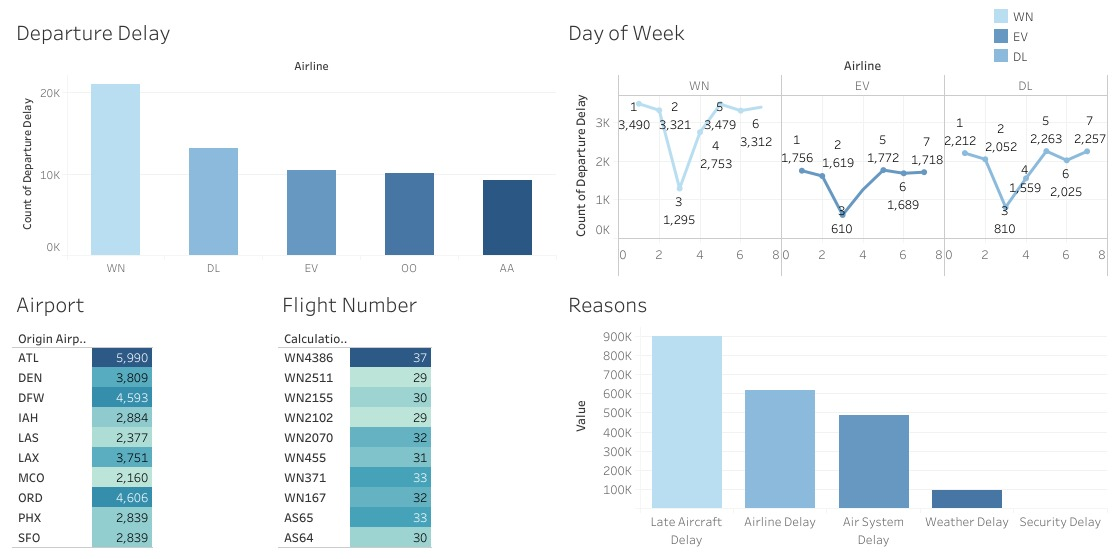 Departure Delay
Airline
Count of Departure Delay
20K
10K
0K
WN
DL
EV
OO
AA
Day of Week
WN
EV
DL
Airline
WN
EV
DL
Count of Departure Delay
3K
2K
1K
0K
1
3,490
2
3,321
3
1,295
4
2,753
5
3,479
6
3,312
1
1,756
2
1,619
3
610
5
1,772
6
1,689
7
1,718
1
2,212
2
2,052
3
810
4
1,559
5
2,263
6
2,025
7
2,257
0 2 4 6 8
0 2 4 6 8
0 2 4 6 8
Airport
Origin Airp..
ATL 5,990
DEN 3,809
DFW 4,593
IAH 2,884
LAS 2,377
LAX 3,751
MCO 2,160
ORD 4,606
PHX 2,839
SFO 2,839
Flight Number
Calculatio..
WN4386 37
WN2511 29
WN2155 30
WN2102 29
WN2070 32
WN455 31
WN371 33
WN167 32
AS65 33
AS64 30
Reasons
Value
900K
800K
700K
600K
500K
400K
300K
200K
100K
Late Aircraft
Delay
Airline Delay
Air System
Delay
Weather Delay
Security Delay